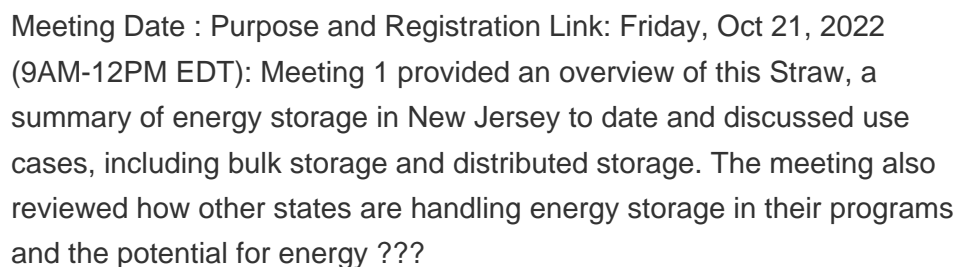 Meeting Date : Purpose and Registration Link: Friday, Oct 21, 2022
(9AM-12PM EDT): Meeting 1 provided an overview of this Straw, a
summary of energy storage in New Jersey to date and discussed use
cases, including bulk storage and distributed storage. The meeting also
reviewed how other states are handling energy storage in their programs
and the potential for energy ???